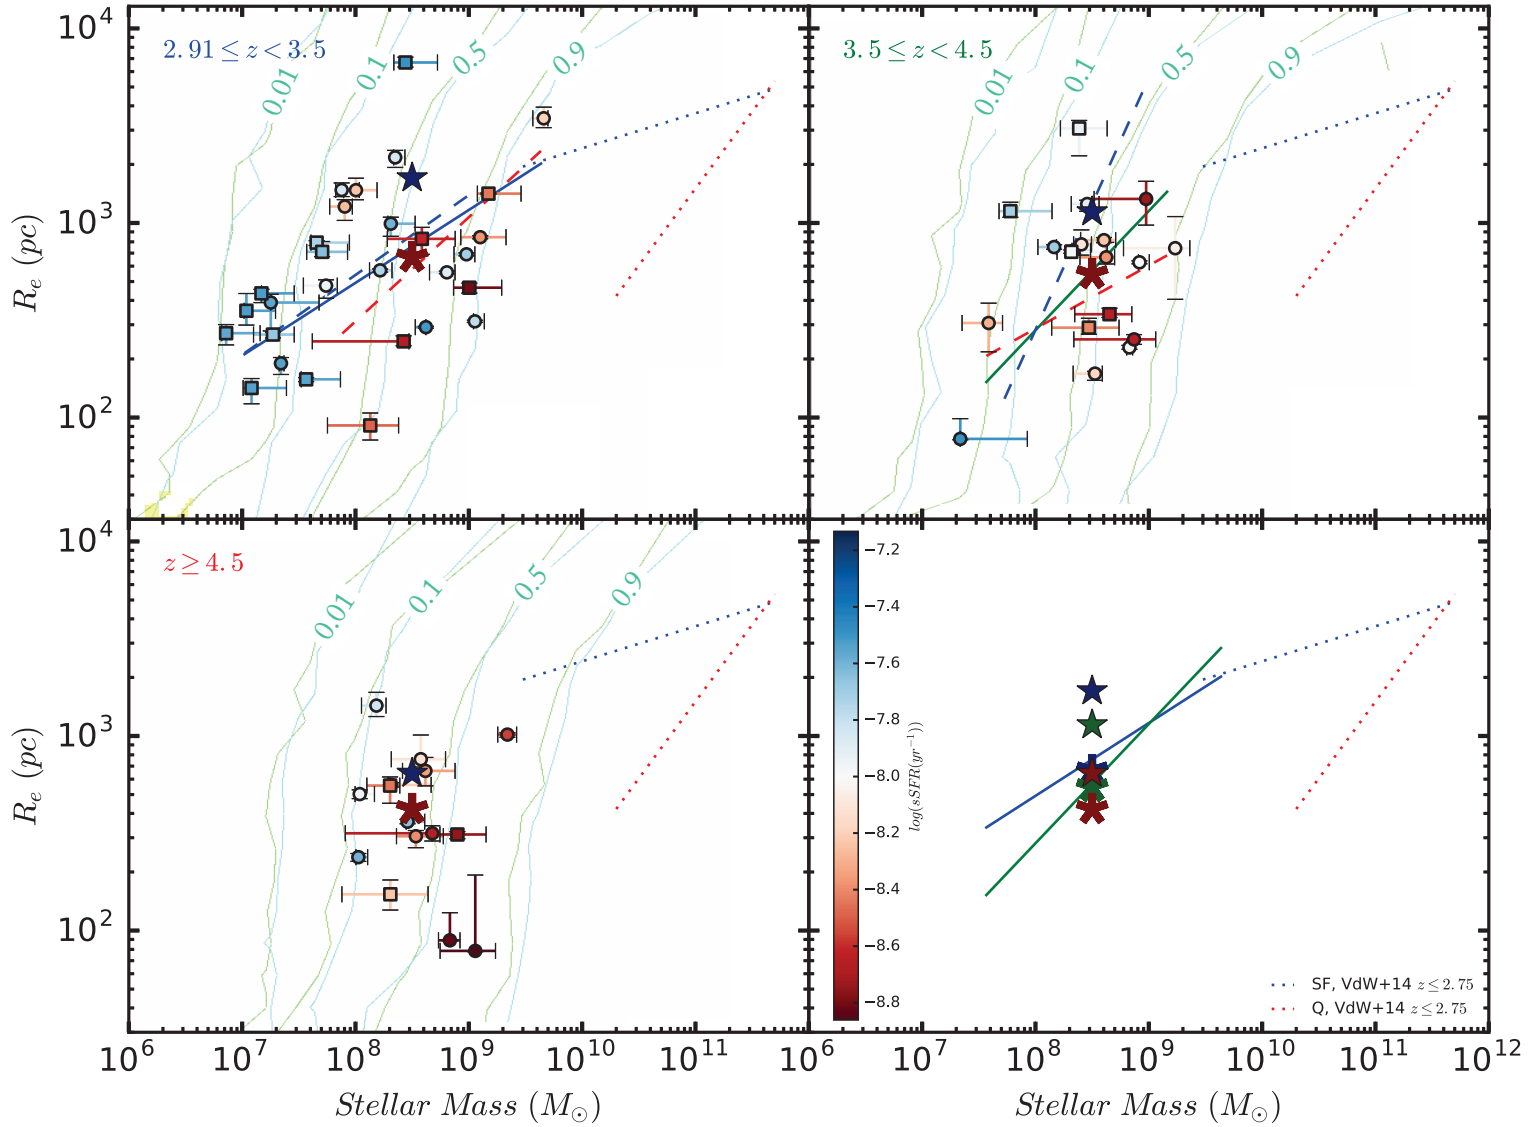 2.91 ≤ z < 3.5
0.01
0.1
0.5
0.9
10⁴
10³
10²
R_e (pc)
3.5 ≤ z < 4.5
0.01
0.1
0.5
0.9
z ≥ 4.5
0.01
0.1
0.5
0.9
10⁴
10³
10²
R_e (pc)
10⁶ 10⁷ 10⁸ 10⁹ 10¹⁰ 10¹¹
Stellar Mass (M_⊙)
−7.2
−7.4
−7.6
−7.8
−8.0
−8.2
−8.4
−8.6
−8.8
log(sSFR(yr⁻¹))
SF, VdW+14 z ≤ 2.75
Q, VdW+14 z ≤ 2.75
10⁷ 10⁸ 10⁹ 10¹⁰ 10¹¹ 10¹²
Stellar Mass (M_⊙)